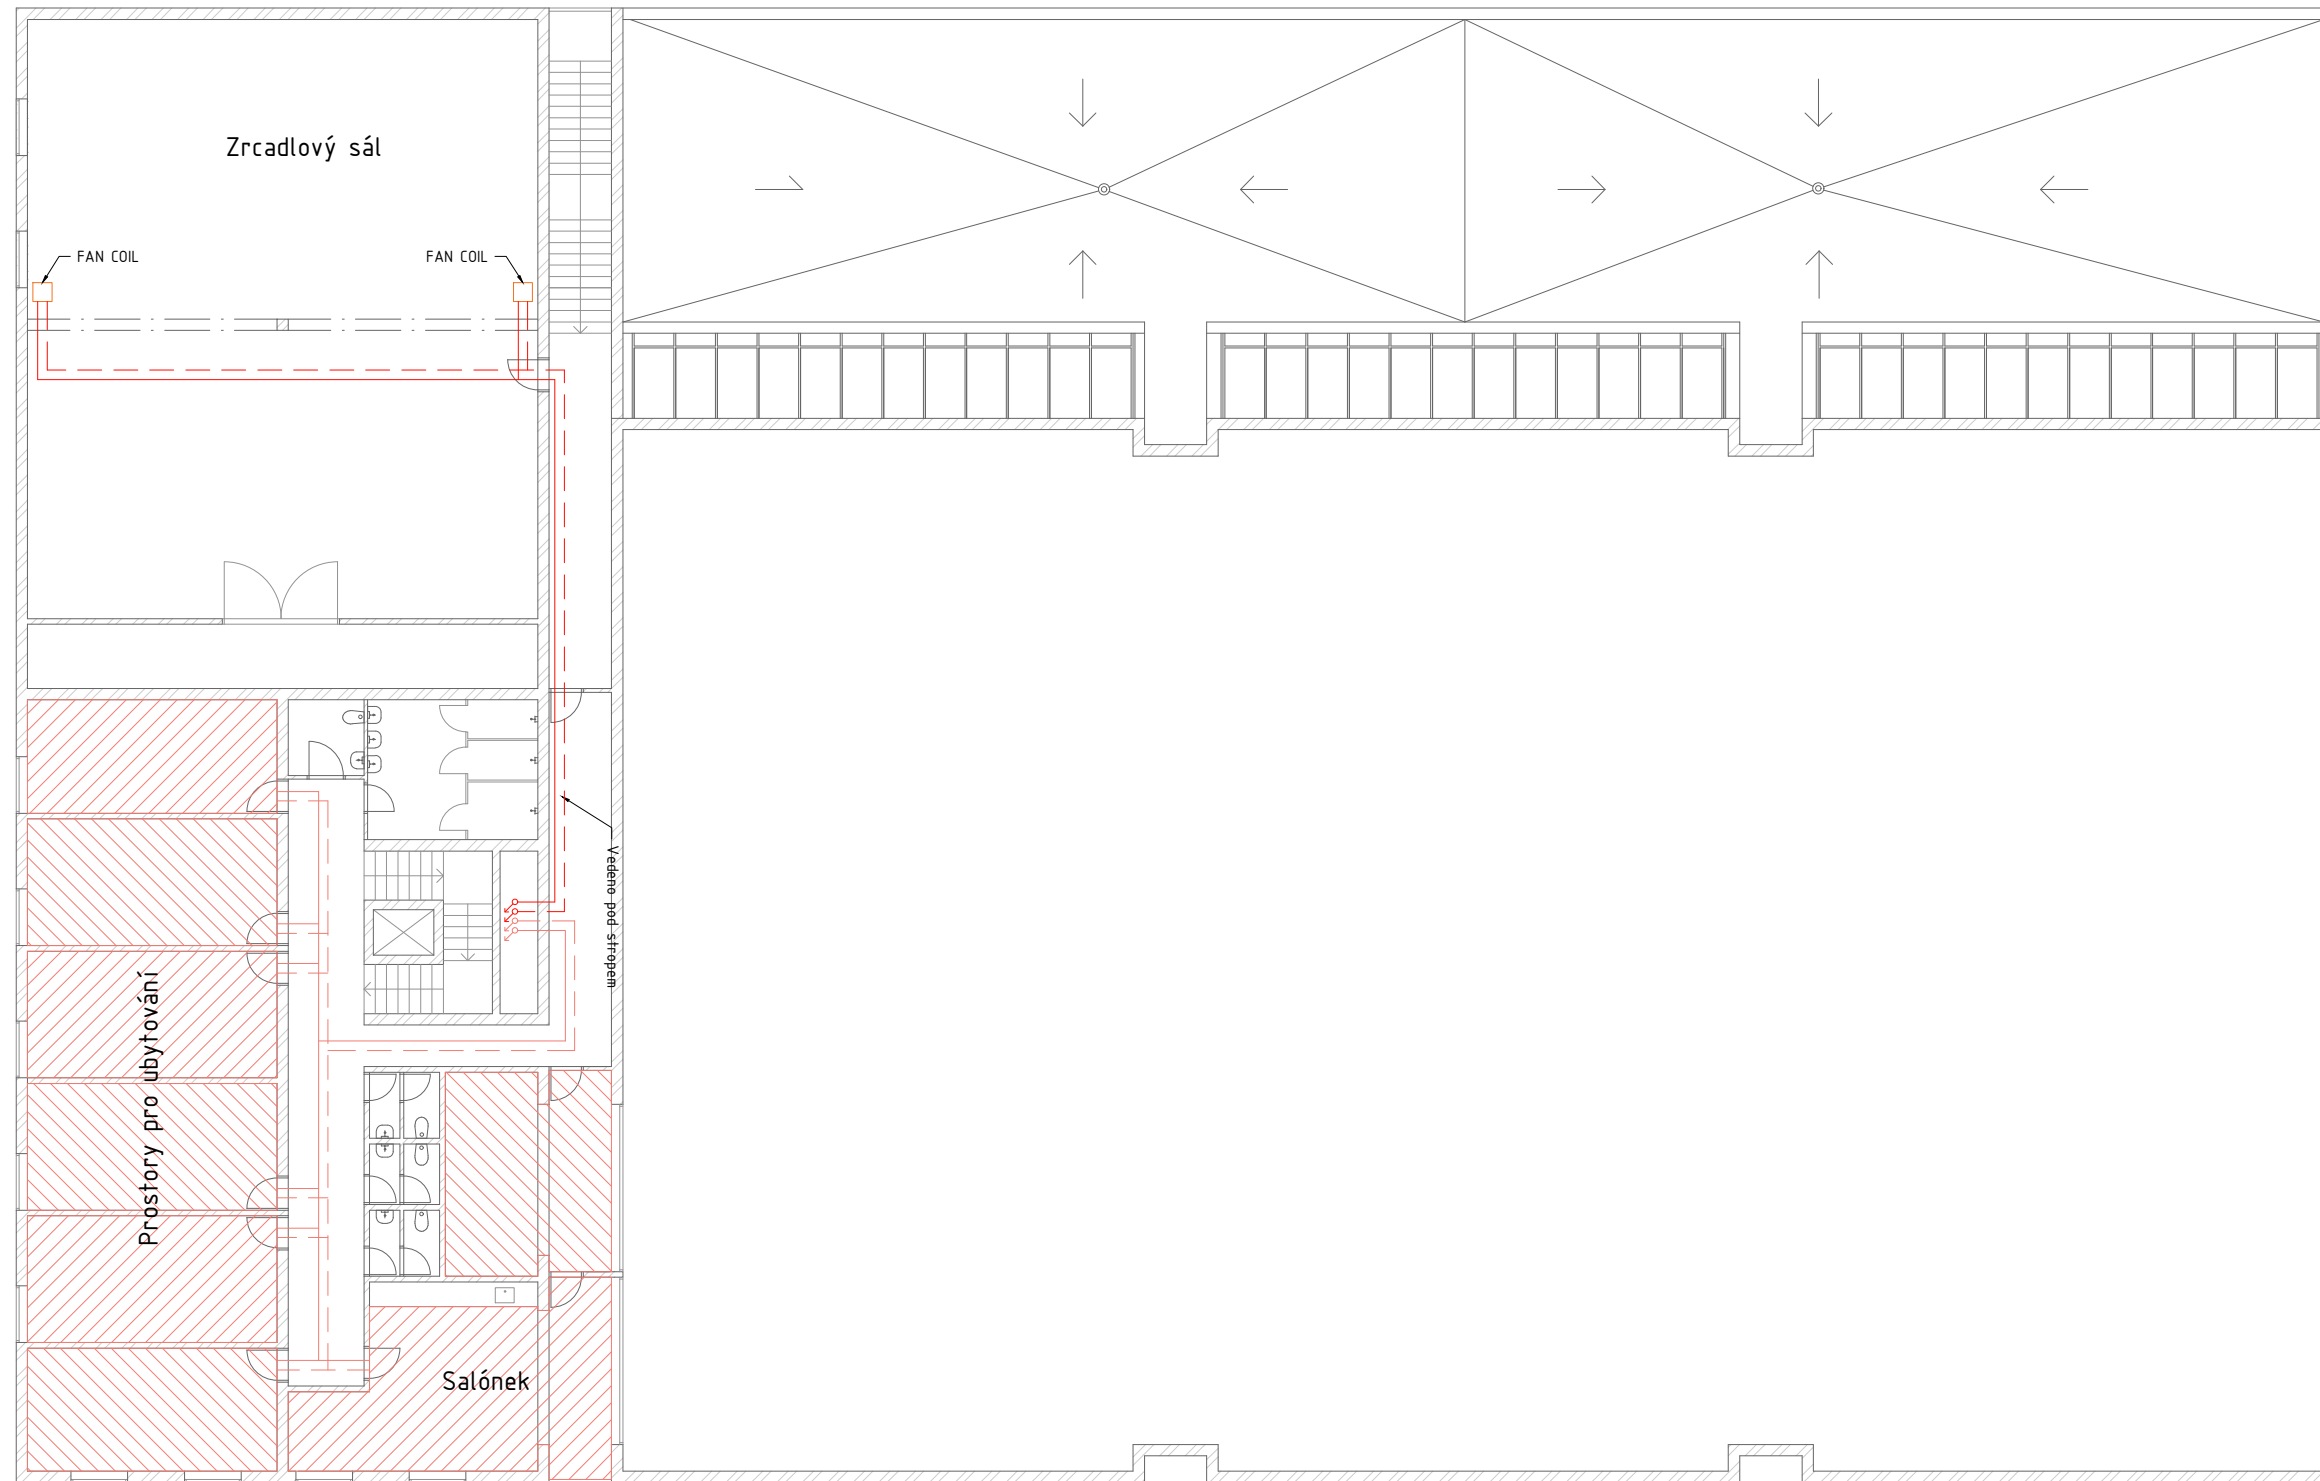 Zrcadlový sál
FAN COIL
FAN COIL
Vedeno pod stropem
Prostory pro ubytování
Salónek